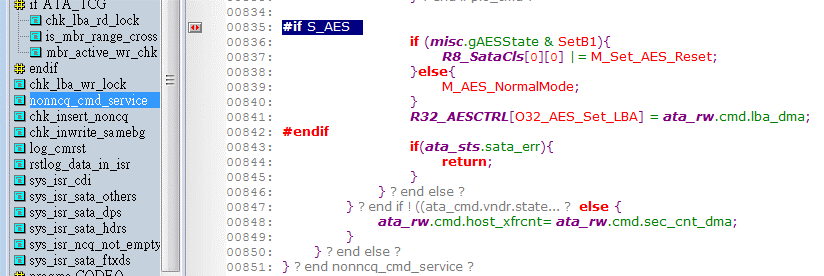 if ATA_TCG
chk_lba_rd_lock
is_mbr_range_cross
mbr_active_wr_chk
endif
chk_lba_wr_lock
nonncq_cmd_service
chk_insert_noncq
chk_inwrite_samebg
log_cmrst
rstlog_data_in_isr
sys_isr_cdi
sys_isr_sata_others
sys_isr_sata_dps
sys_isr_sata_hdrs
sys_isr_ncq_not_empty
sys_isr_sata_ftxds
00834:
00835: #if S_AES
00836: if (misc.gAESState & SetB1){
00837: R8_SataCls[0][0] |= M_Set_AES_Reset;
00838: }else{
00839: M_AES_NormalMode;
00840: }
00841: R32_AESCTRL[O32_AES_Set_LBA] = ata_rw.cmd.lba_dma;
00842: #endif
00843: if(ata_sts.sata_err){
00844: return;
00845: }
00846: } ? end else ?
00847: } ? end if ! ((ata_cmd.vndr.state... ? else {
00848: ata_rw.cmd.host_xfrcnt= ata_rw.cmd.sec_cnt_dma;
00849: }
00850: } ? end else ?
00851: } ? end nonncq_cmd_service ?